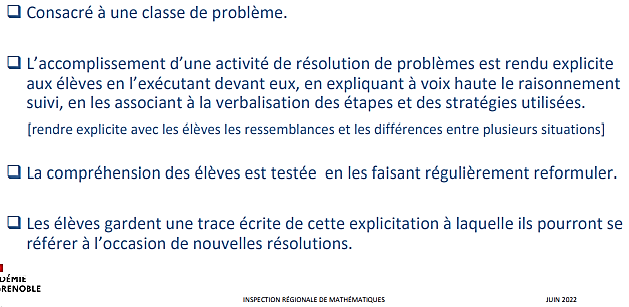 Consacré à une classe de problème.
L'accomplissement d'une activité de résolution de problèmes est rendu explicite
aux élèves en l'exécutant devant eux, en expliquant à voix haute le raisonnement
suivi, en les associant à la verbalisation des étapes et des stratégies utilisées.
[rendre explicite avec les élèves les ressemblances et les différences entre plusieurs situations]
La compréhension des élèves est testée en les faisant régulièrement reformuler.
Les élèves gardent une trace écrite de cette explicitation à laquelle ils pourront se
référer à l'occasion de nouvelles résolutions.
DÉMIE
GRENOBLE
INSPECTION RÉGIONALE DE MATHÉMATIQUES
JUIN 2022